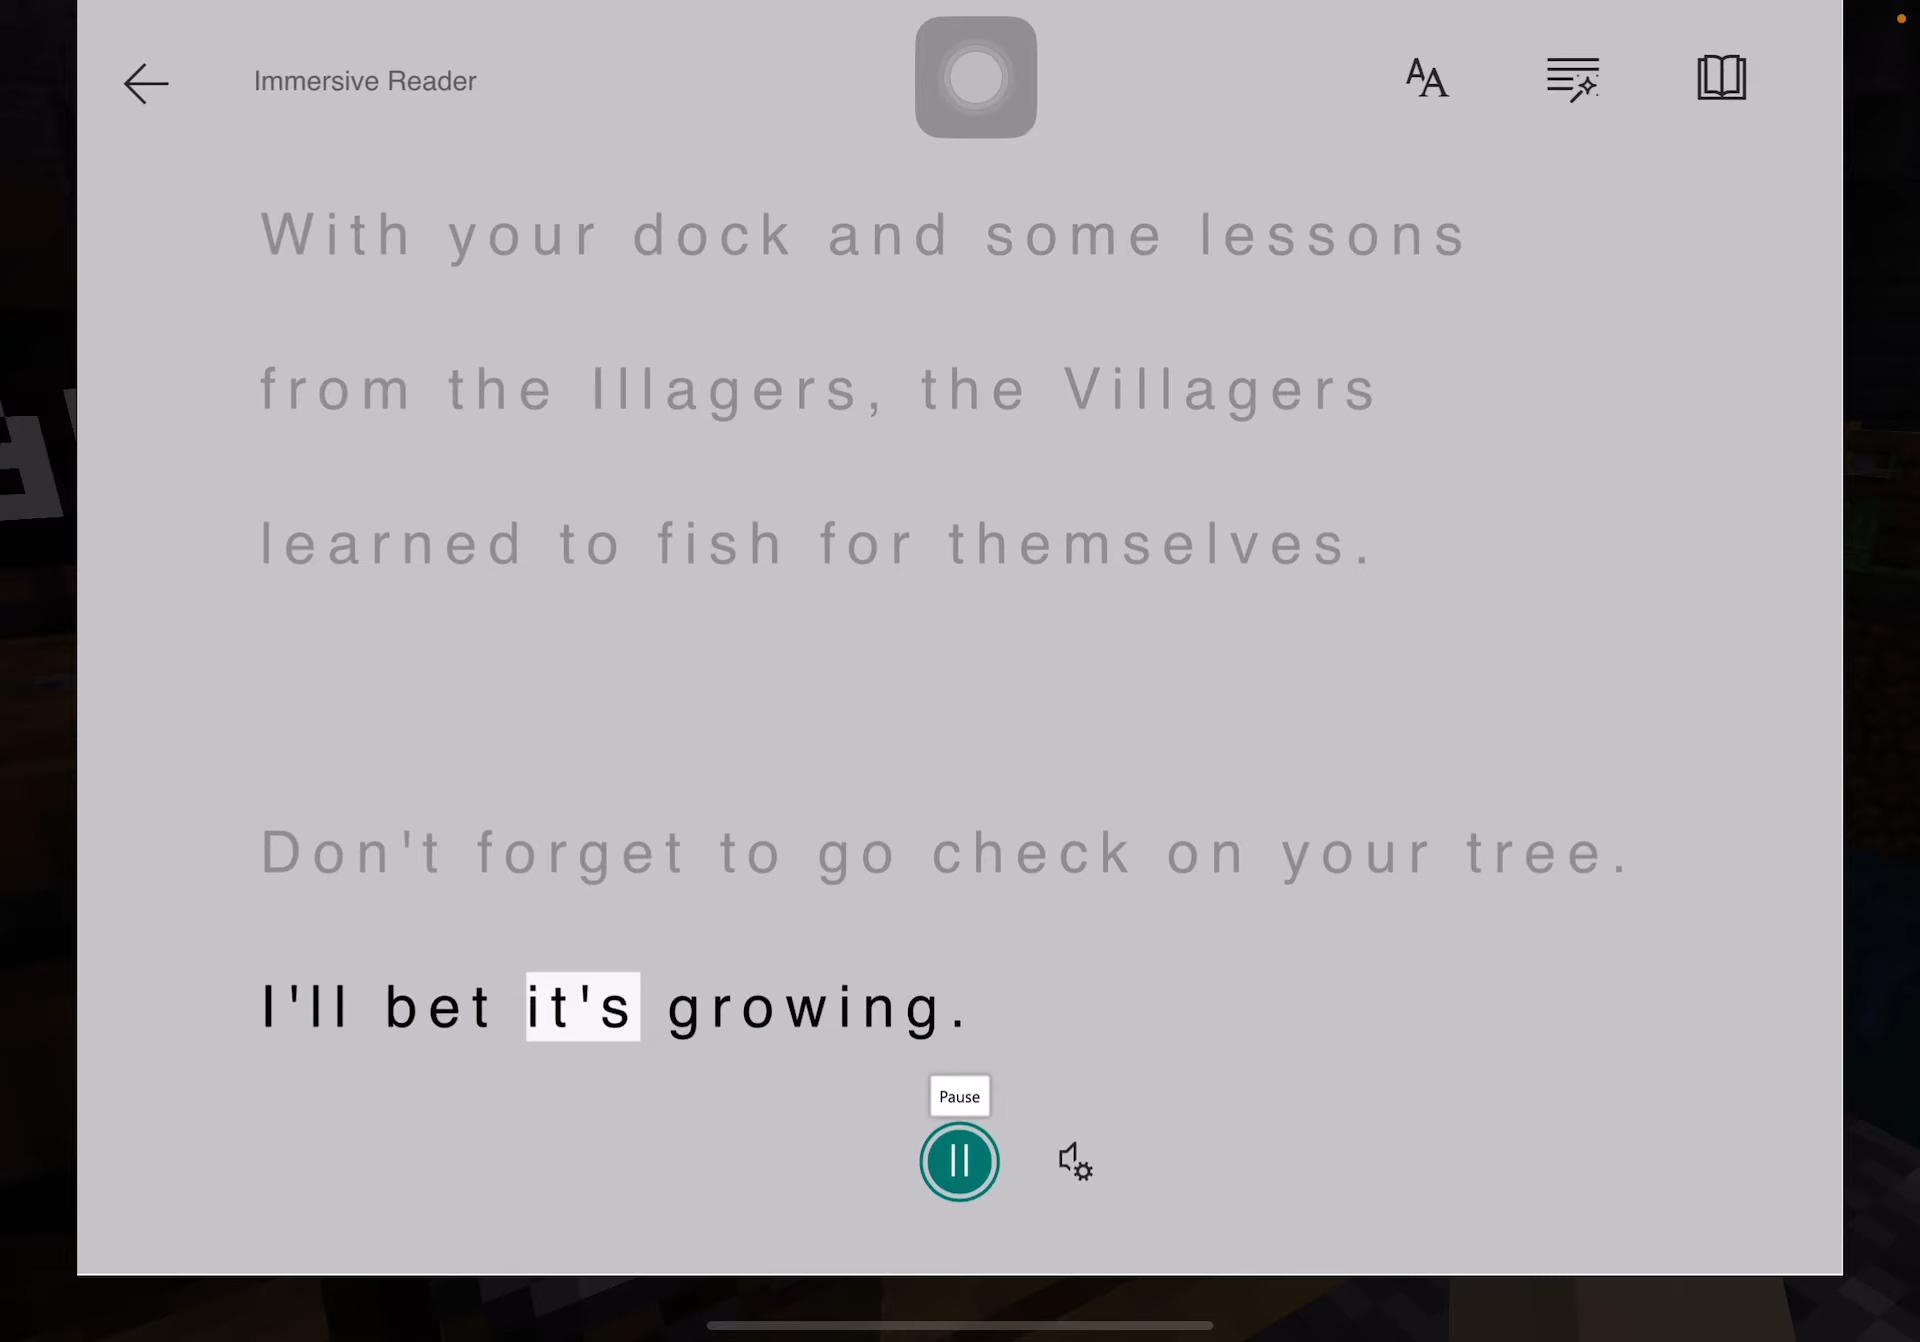 Immersive Reader
With your dock and some lessons
from the Illagers, the Villagers
learned to fish for themselves.
Don't forget to go check on your tree.
I'll bet it's growing.
Pause